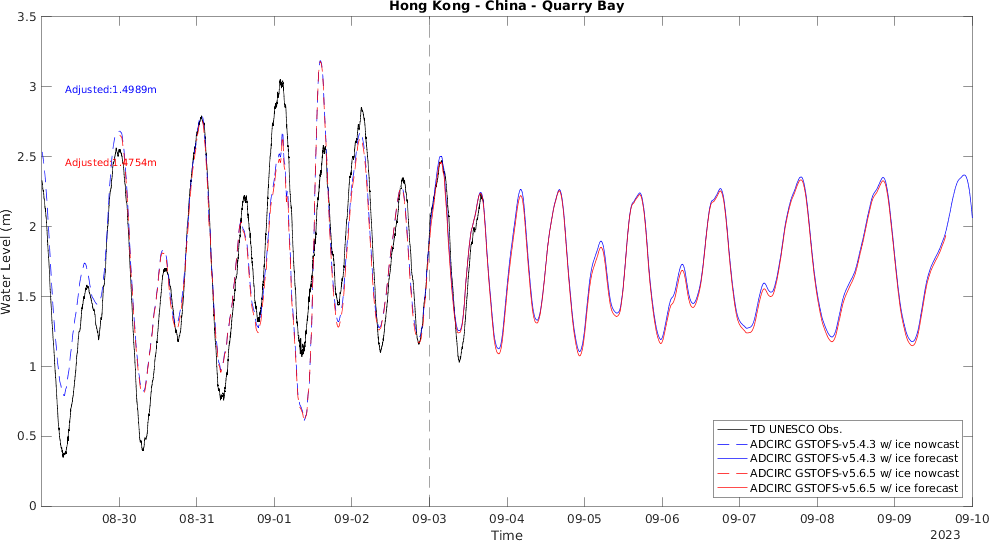 Hong Kong - China - Quarry Bay
3.5
3
2.5
2
1.5
1
0.5
0
Water Level (m)
Adjusted:1.4989m
Adjusted:1.4754m
TD UNESCO Obs.
ADCIRC GSTOFS-v5.4.3 w/ ice nowcast
ADCIRC GSTOFS-v5.4.3 w/ ice forecast
ADCIRC GSTOFS-v5.6.5 w/ ice nowcast
ADCIRC GSTOFS-v5.6.5 w/ ice forecast
08-30 08-31 09-01 09-02 09-03 09-04 09-05 09-06 09-07 09-08 09-09 09-10
Time
2023